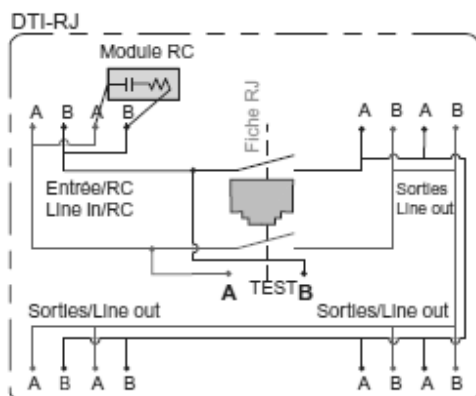 DTI-RJ
Module RC
A B A B
Fiche RJ
A B A B
Entrée/RC
Line In/RC
Sorties
Line out
A TEST B
Sorties/Line out
Sorties/Line out
A B A B
A B A B